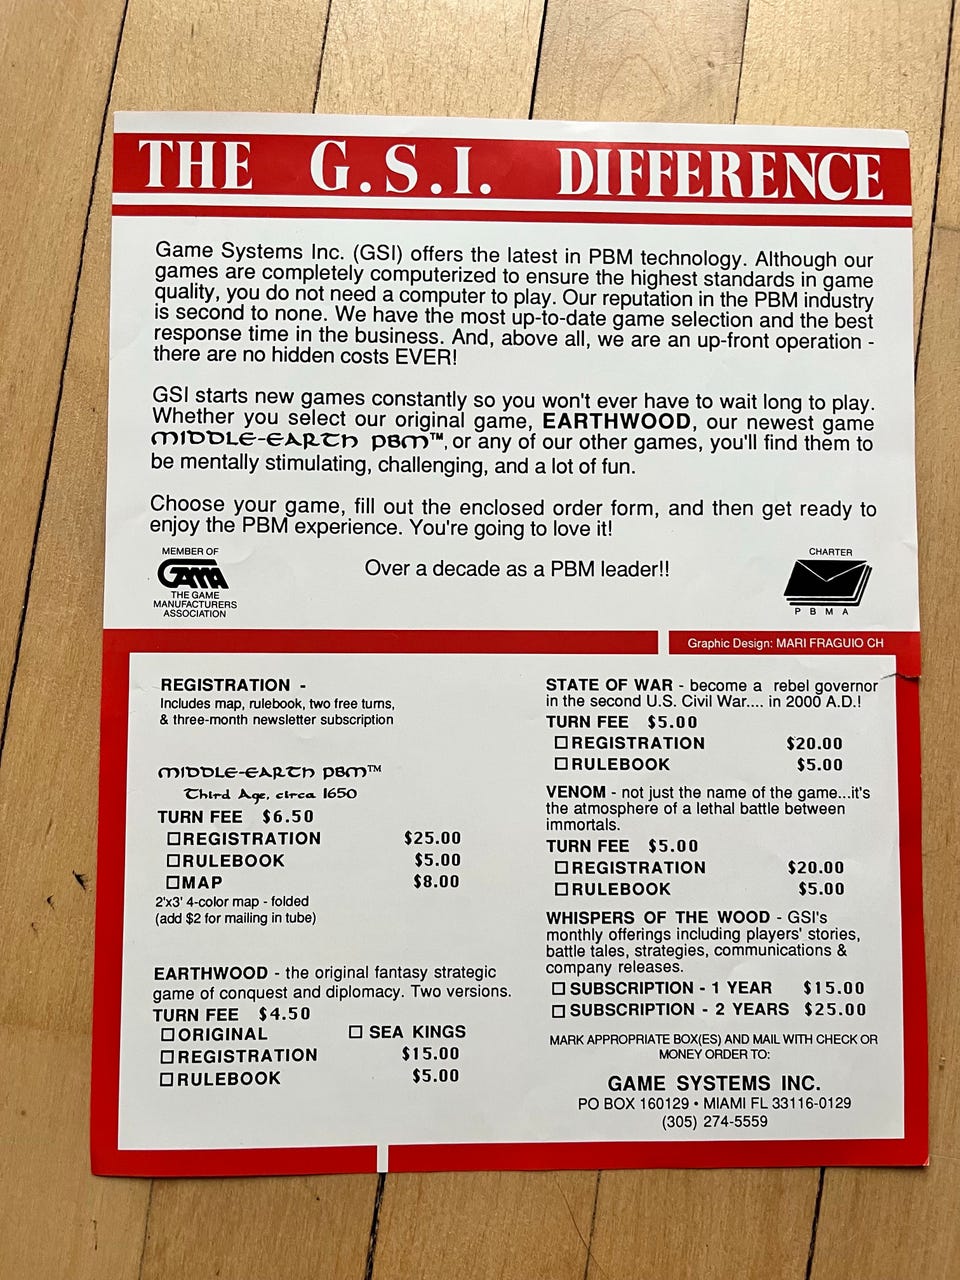 THE G.S.I. DIFFERENCE
Game Systems Inc. (GSI) offers the latest in PBM technology. Although our
games are completely computerized to ensure the highest standards in game
quality, you do not need a computer to play. Our reputation in the PBM industry
is second to none. We have the most up-to-date game selection and the best
response time in the business. And, above all, we are an up-front operation -
there are no hidden costs EVER!
GSI starts new games constantly so you won't ever have to wait long to play.
Whether you select our original game, EARTHWOOD, our newest game
MIDDLE-EARTH PBM™, or any of our other games, you'll find them to
be mentally stimulating, challenging, and a lot of fun.
Choose your game, fill out the enclosed order form, and then get ready to
enjoy the PBM experience. You're going to love it!
MEMBER OF
GAMA
THE GAME
MANUFACTURERS
ASSOCIATION
Over a decade as a PBM leader!!
CHARTER
PBMA
Graphic Design: MARI FRAGUIO CH
REGISTRATION -
Includes map, rulebook, two free turns,
& three-month newsletter subscription
MIDDLE-EARTH PBM™
Third Age, circa 1650
TURN FEE $6.50
☐REGISTRATION $25.00
☐RULEBOOK $5.00
☐MAP $8.00
2'x3' 4-color map - folded
(add $2 for mailing in tube)
EARTHWOOD - the original fantasy strategic
game of conquest and diplomacy. Two versions.
TURN FEE $4.50
☐ORIGINAL ☐ SEA KINGS
☐REGISTRATION $15.00
☐RULEBOOK $5.00
STATE OF WAR - become a rebel governor
in the second U.S. Civil War.... in 2000 A.D.!
TURN FEE $5.00
☐REGISTRATION $20.00
☐RULEBOOK $5.00
VENOM - not just the name of the game...it's
the atmosphere of a lethal battle between
immortals.
TURN FEE $5.00
☐REGISTRATION $20.00
☐RULEBOOK $5.00
WHISPERS OF THE WOOD - GSI's
monthly offerings including players' stories,
battle tales, strategies, communications &
company releases.
☐SUBSCRIPTION - 1 YEAR $15.00
☐SUBSCRIPTION - 2 YEARS $25.00
MARK APPROPRIATE BOX(ES) AND MAIL WITH CHECK OR
MONEY ORDER TO:
GAME SYSTEMS INC.
PO BOX 160129 • MIAMI FL 33116-0129
(305) 274-5559